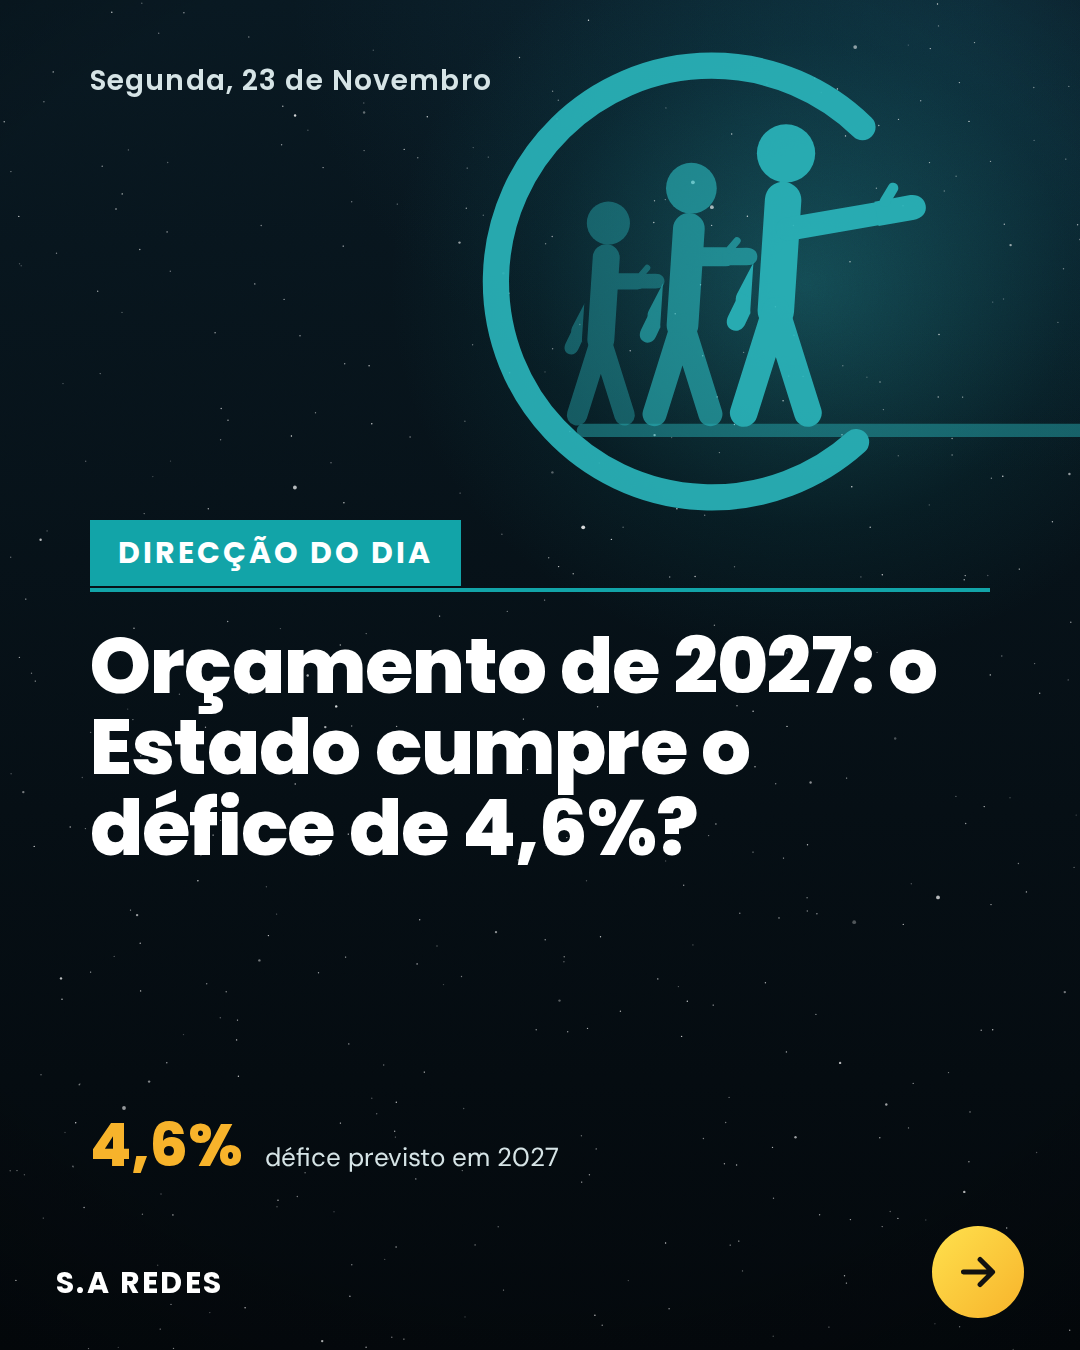 Segunda, 23 de Novembro
DIRECÇÃO DO DIA
Orçamento de 2027: o
Estado cumpre o
défice de 4,6%?
4,6% défice previsto em 2027
S.A REDES